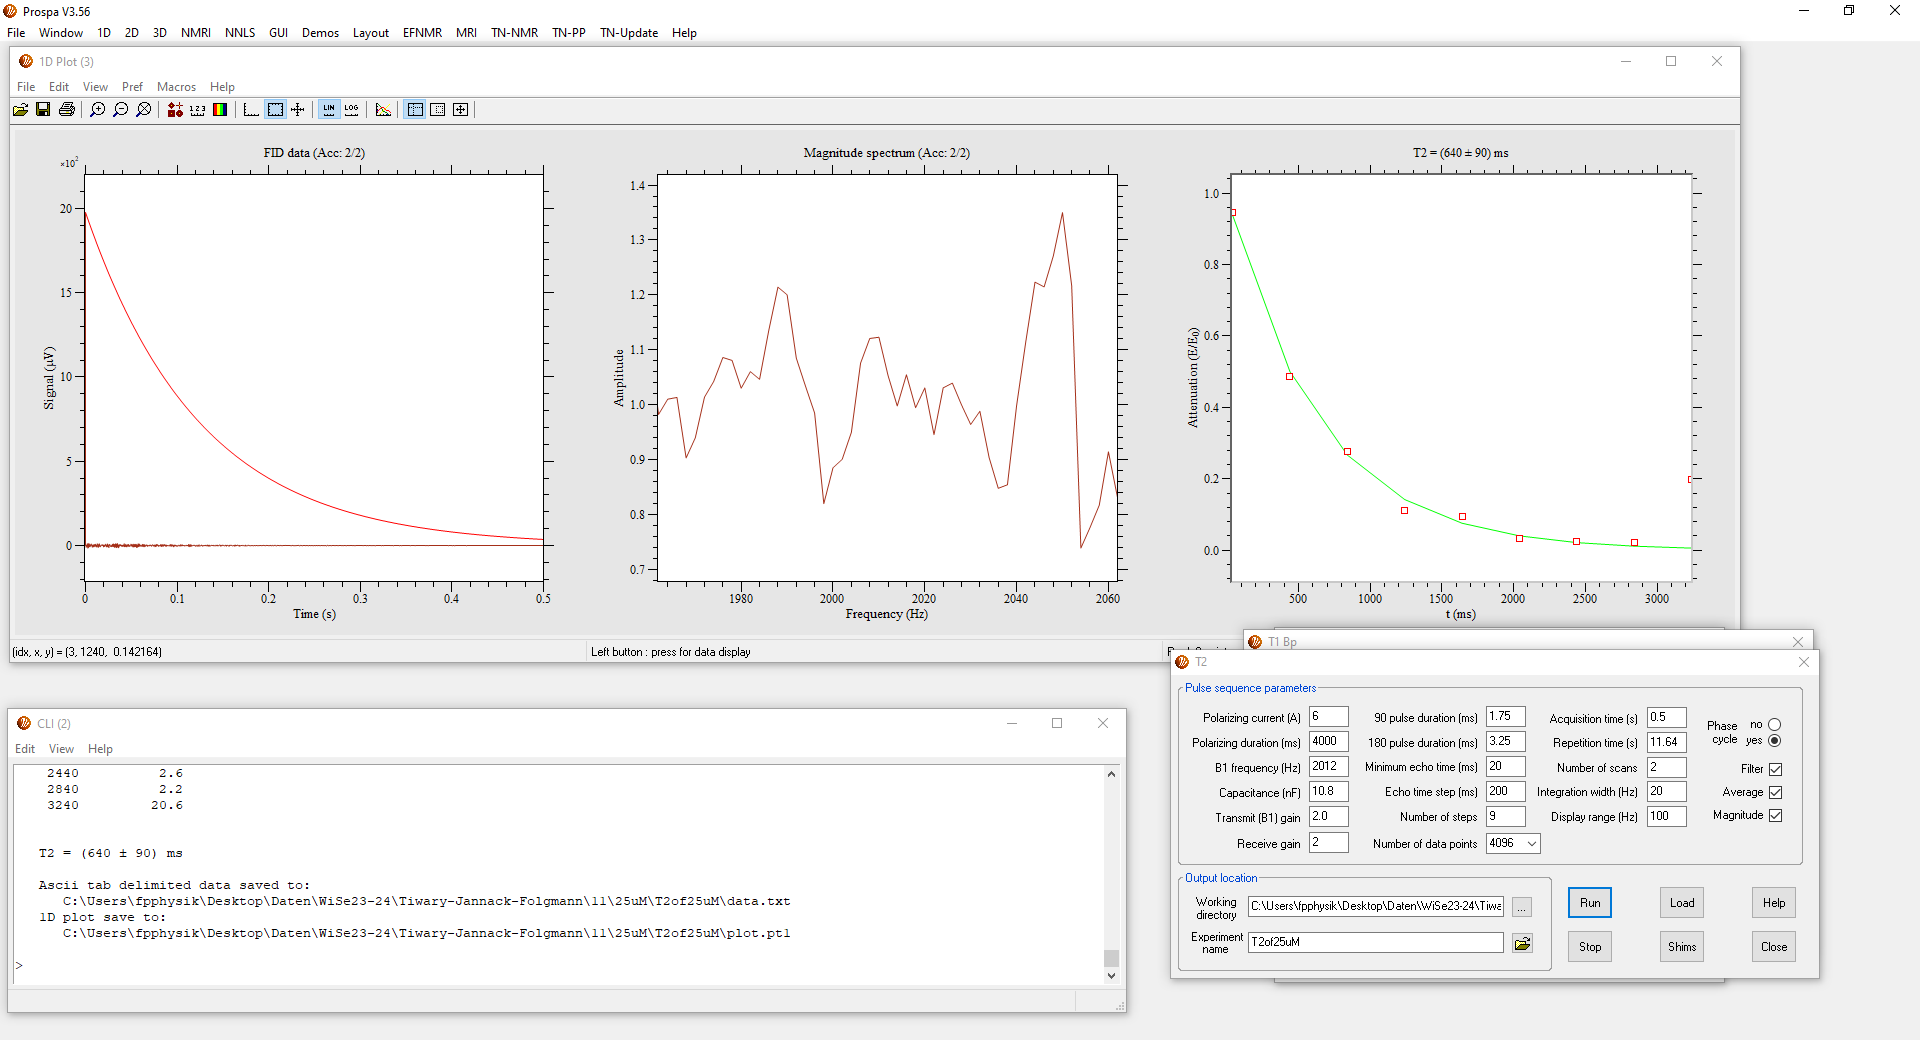 Prospa V3.56
File Window 1D 2D 3D NMRI NNLS GUI Demos Layout EFNMR MRI TN-NMR TN-PP TN-Update Help
1D Plot (3)
File Edit View Pref Macros Help
1 2 3 LIN LOG
FID data (Acc: 2/2)
×10²
20
15
10
5
0
Signal (µV)
0 0.1 0.2 0.3 0.4 0.5
Time (s)
Magnitude spectrum (Acc: 2/2)
1.4
1.3
1.2
1.1
1.0
0.9
0.8
0.7
Amplitude
1980 2000 2020 2040 2060
Frequency (Hz)
T2 = (640 ± 90) ms
1.0
0.8
0.6
0.4
0.2
0.0
Attenuation (E/E₀)
500 1000 1500 2000 2500 3000
t (ms)
(idx, x, y) = (3, 1240, 0.142164)
Left button : press for data display
CLI (2)
Edit View Help
2440 2.6
2840 2.2
3240 20.6
T2 = (640 ± 90) ms
Ascii tab delimited data saved to:
C:\Users\fpphysik\Desktop\Daten\WiSe23-24\Tiwary-Jannack-Folgmann\11\25uM\T2of25uM\data.txt
1D plot save to:
C:\Users\fpphysik\Desktop\Daten\WiSe23-24\Tiwary-Jannack-Folgmann\11\25uM\T2of25uM\plot.pt1
>
T1 Bp
T2
Pulse sequence parameters
Polarizing current (A) 6
Polarizing duration (ms) 4000
B1 frequency (Hz) 2012
Capacitance (nF) 10.8
Transmit (B1) gain 2.0
Receive gain 2
90 pulse duration (ms) 1.75
180 pulse duration (ms) 3.25
Minimum echo time (ms) 20
Echo time step (ms) 200
Number of steps 9
Number of data points 4096
Acquisition time (s) 0.5
Repetition time (s) 11.64
Number of scans 2
Integration width (Hz) 20
Display range (Hz) 100
Phase cycle no yes
Filter
Average
Magnitude
Output location
Working directory C:\Users\fpphysik\Desktop\Daten\WiSe23-24\Tiwa
...
Experiment name T2of25uM
Run Load Help
Stop Shims Close